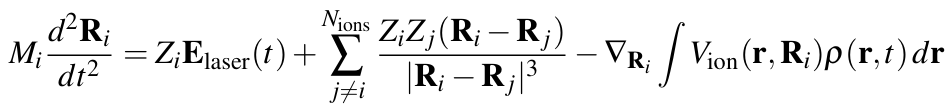 $M_i \frac{d^2 \mathbf{R}_i}{dt^2} = Z_i \mathbf{E}_{\text{laser}}(t) + \sum_{j \neq i}^{N_{\text{ions}}} \frac{Z_i Z_j (\mathbf{R}_i - \mathbf{R}_j)}{|\mathbf{R}_i - \mathbf{R}_j|^3} - \nabla_{\mathbf{R}_i} \int V_{\text{ion}}(\mathbf{r}, \mathbf{R}_i) \rho(\mathbf{r}, t) \, d\mathbf{r}$